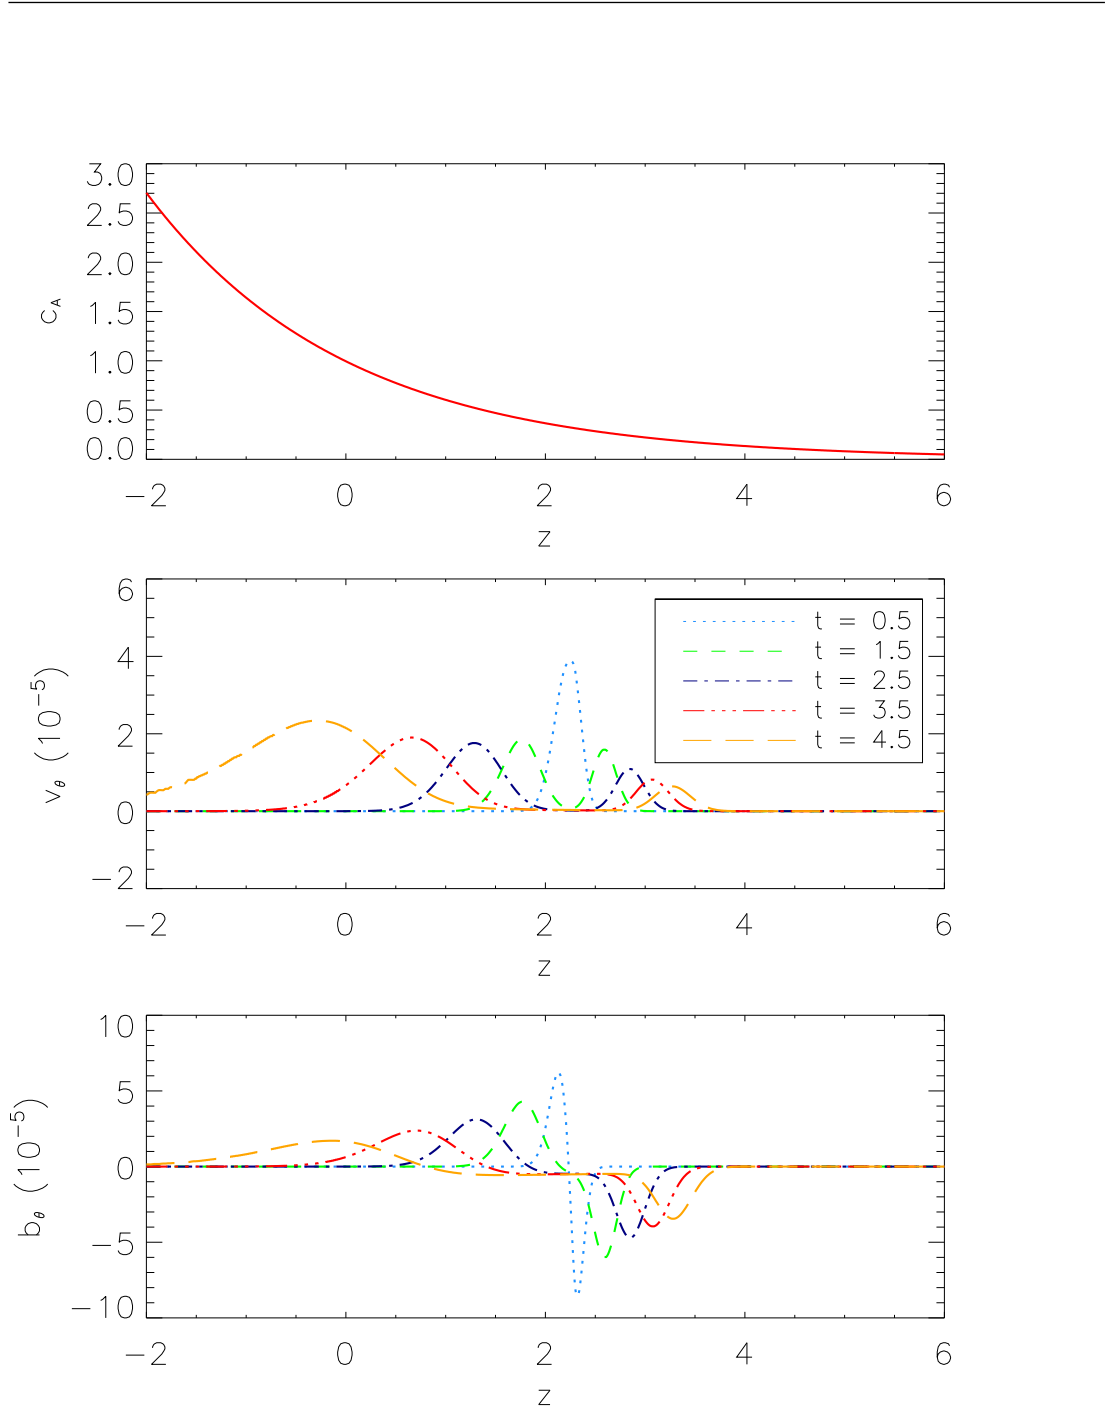 3.0
2.5
2.0
1.5
1.0
0.5
0.0
c_A
−2 0 2 4 6
z
6
4
2
0
−2
v_θ (10^−5)
t = 0.5
t = 1.5
t = 2.5
t = 3.5
t = 4.5
−2 0 2 4 6
z
10
5
0
−5
−10
b_θ (10^−5)
−2 0 2 4 6
z